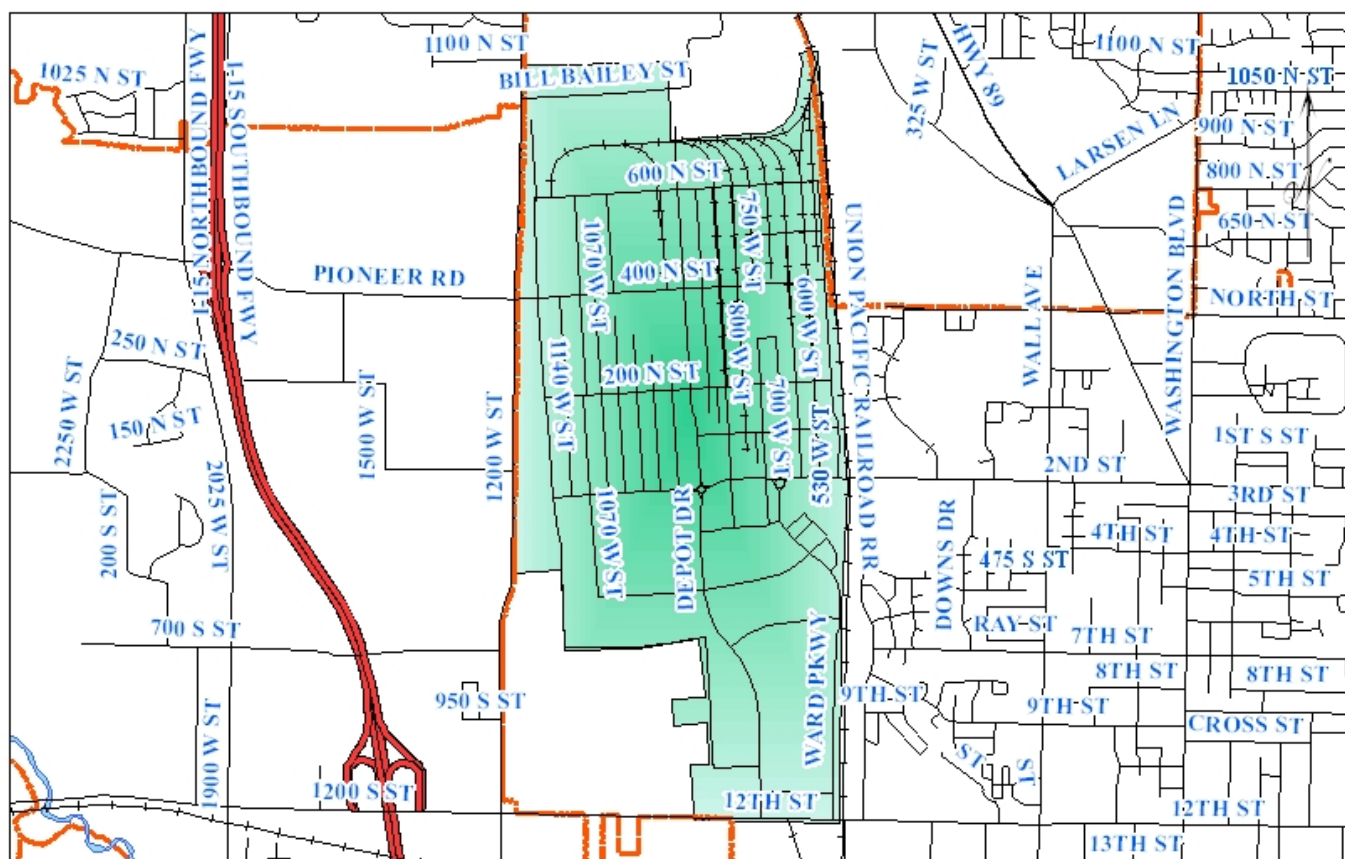 1100 N ST
1100 N ST
1025 N ST
BILL BAILEY ST
1050 N ST
I-15 NORTHBOUND FWY
I-15 SOUTHBOUND FWY
325 W ST
HWY 89
LARSEN LN
900 N ST
800 N ST
650 N ST
600 N ST
750 W ST
1070 W ST
400 N ST
PIONEER RD
UNION PACIFIC RAILROAD RR
WALL AVE
WASHINGTON BLVD
NORTH ST
600 W ST
800 W ST
250 N ST
200 N ST
1140 W ST
2250 W ST
150 N ST
1500 W ST
1200 W ST
700 W ST
530 W ST
1ST S ST
2ND ST
3RD ST
200 S ST
2025 W ST
1070 W ST
DEPOT DR
DOWNS DR
4TH ST
4TH ST
475 S ST
5TH ST
700 S ST
RAY ST
7TH ST
8TH ST
8TH ST
950 S ST
WARD PKWY
9TH ST
9TH ST
CROSS ST
1900 W ST
ST
ST
1200 S ST
12TH ST
12TH ST
13TH ST